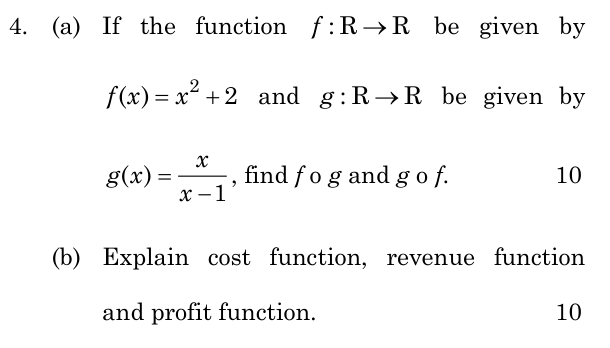 4. (a) If the function f : R → R be given by
f(x) = x² + 2 and g : R → R be given by
g(x) = x/(x – 1), find f o g and g o f. 10
(b) Explain cost function, revenue function
and profit function. 10